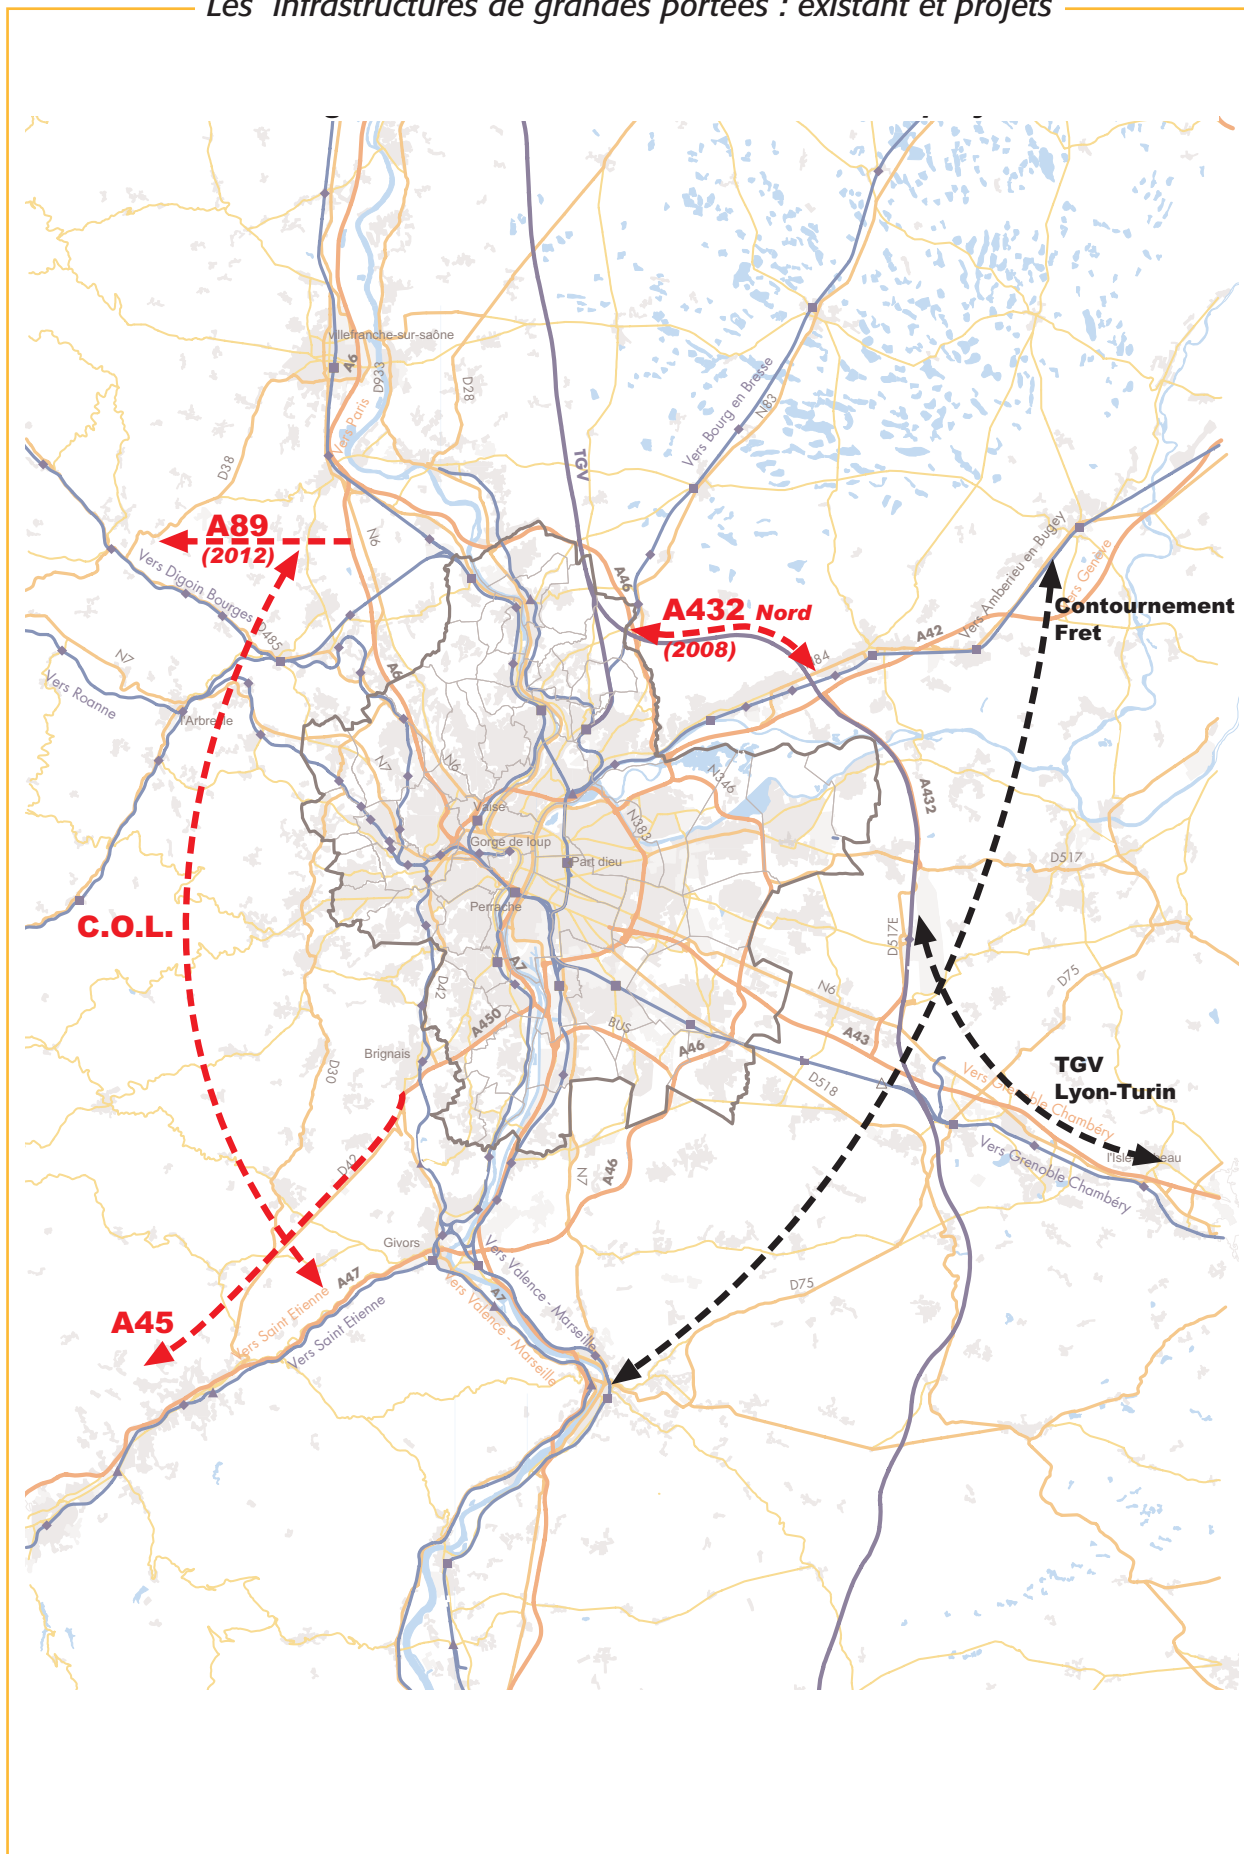 Les infrastructures de grandes portées : existant et projets
villefranche-sur-saône
A6
D933
D28
Vers Paris
Vers Bourg en Bresse
N83
TGV
D38
A89
(2012)
N6
Vers Digoin Bourges
D485
A46
A432 Nord
(2008)
Vers Amberieu en Bugey
Vers Genève
Contournement
Fret
A42
N7
Vers Roanne
l'Arbresle
A6
N7
N6
N346
A432
Vaise
N383
Gorge de loup
Part dieu
D517
Perrache
C.O.L.
D517E
A7
D42
D75
N6
A450
BUS
A43
A46
Brignais
D30
D518
Vers Grenoble Chambéry
TGV
Lyon-Turin
Vers Grenoble Chambéry
D42
N7
A46
Givors
A47
Vers Valence - Marseille
D75
A7
Vers Saint Etienne
Vers Saint Etienne
Vers Valence - Marseille
A45